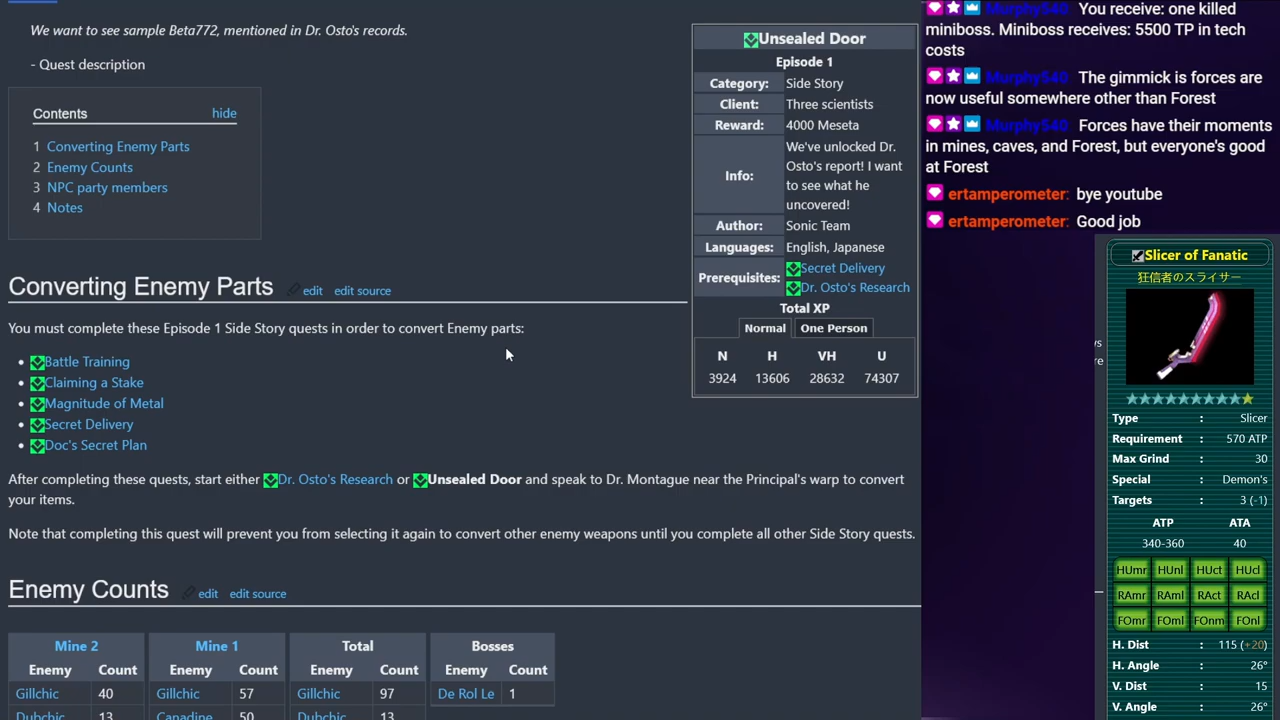 We want to see sample Beta772, mentioned in Dr. Osto's records.
- Quest description
Contents hide
1 Converting Enemy Parts
2 Enemy Counts
3 NPC party members
4 Notes
Unsealed Door
Episode 1
Category: Side Story
Client: Three scientists
Reward: 4000 Meseta
Info: We've unlocked Dr.
Osto's report! I want
to see what he
uncovered!
Author: Sonic Team
Languages: English, Japanese
Prerequisites: Secret Delivery
Dr. Osto's Research
Total XP
Normal One Person
N H VH U
3924 13606 28632 74307
Converting Enemy Parts edit edit source
You must complete these Episode 1 Side Story quests in order to convert Enemy parts:
Battle Training
Claiming a Stake
Magnitude of Metal
Secret Delivery
Doc's Secret Plan
After completing these quests, start either Dr. Osto's Research or Unsealed Door and speak to Dr. Montague near the Principal's warp to convert
your items.
Note that completing this quest will prevent you from selecting it again to convert other enemy weapons until you complete all other Side Story quests.
Enemy Counts edit edit source
Mine 2 Mine 1 Total Bosses
Enemy Count Enemy Count Enemy Count Enemy Count
Gillchic 40 Gillchic 57 Gillchic 97 De Rol Le 1
Dubchic 13 Canadine 50 Dubchic 13
Murphy540 You receive: one killed
miniboss. Miniboss receives: 5500 TP in tech
costs
Murphy540 The gimmick is forces are
now useful somewhere other than Forest
Murphy540 Forces have their moments
in mines, caves, and Forest, but everyone's good
at Forest
ertamperometer: bye youtube
ertamperometer: Good job
Slicer of Fanatic
狂信者のスライサー
Type : Slicer
Requirement : 570 ATP
Max Grind : 30
Special : Demon's
Targets : 3 (-1)
ATP ATA
340-360 40
HUmr HUnl HUct HUcl
RAmr RAml RAct RAcl
FOmr FOml FOnm FOnl
H. Dist : 115 (+20)
H. Angle : 26°
V. Dist : 15
V. Angle : 26°